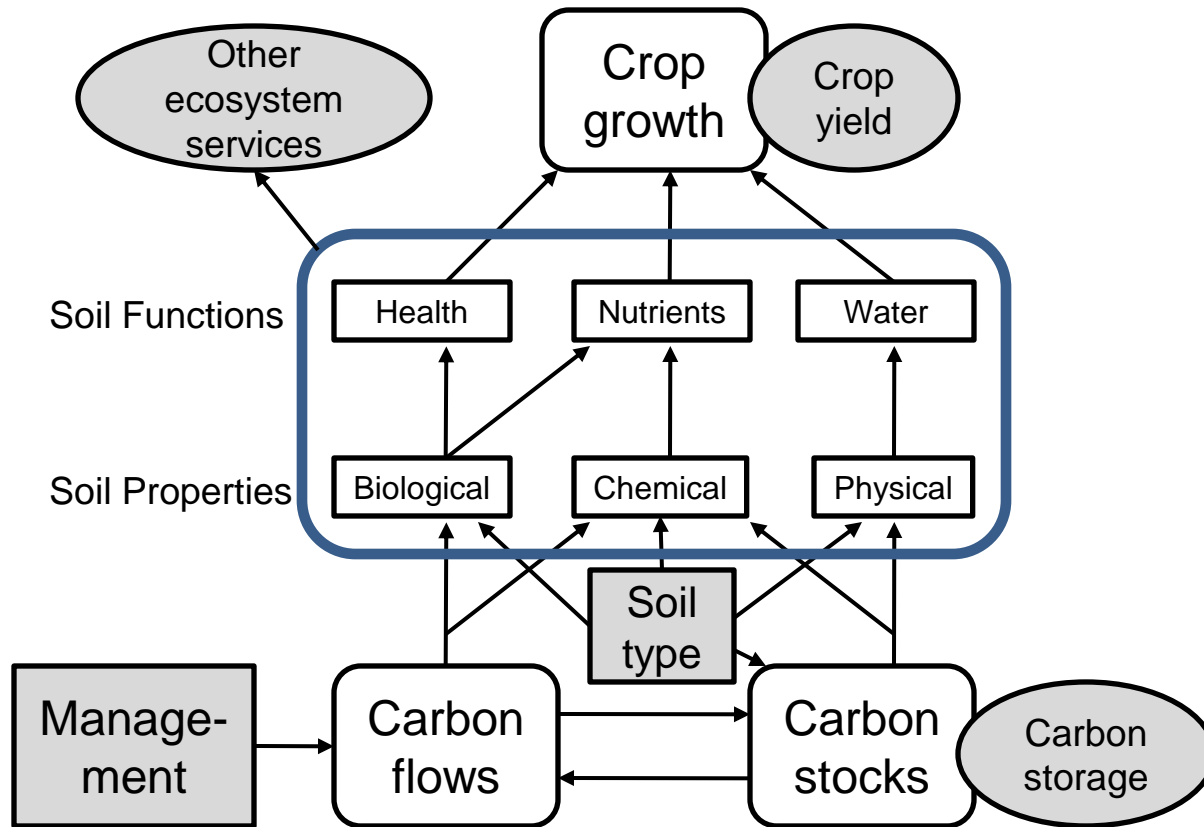 Other
ecosystem
services
Crop
growth
Crop
yield
Soil Functions
Health
Nutrients
Water
Soil Properties
Biological
Chemical
Physical
Soil
type
Manage-
ment
Carbon
flows
Carbon
stocks
Carbon
storage